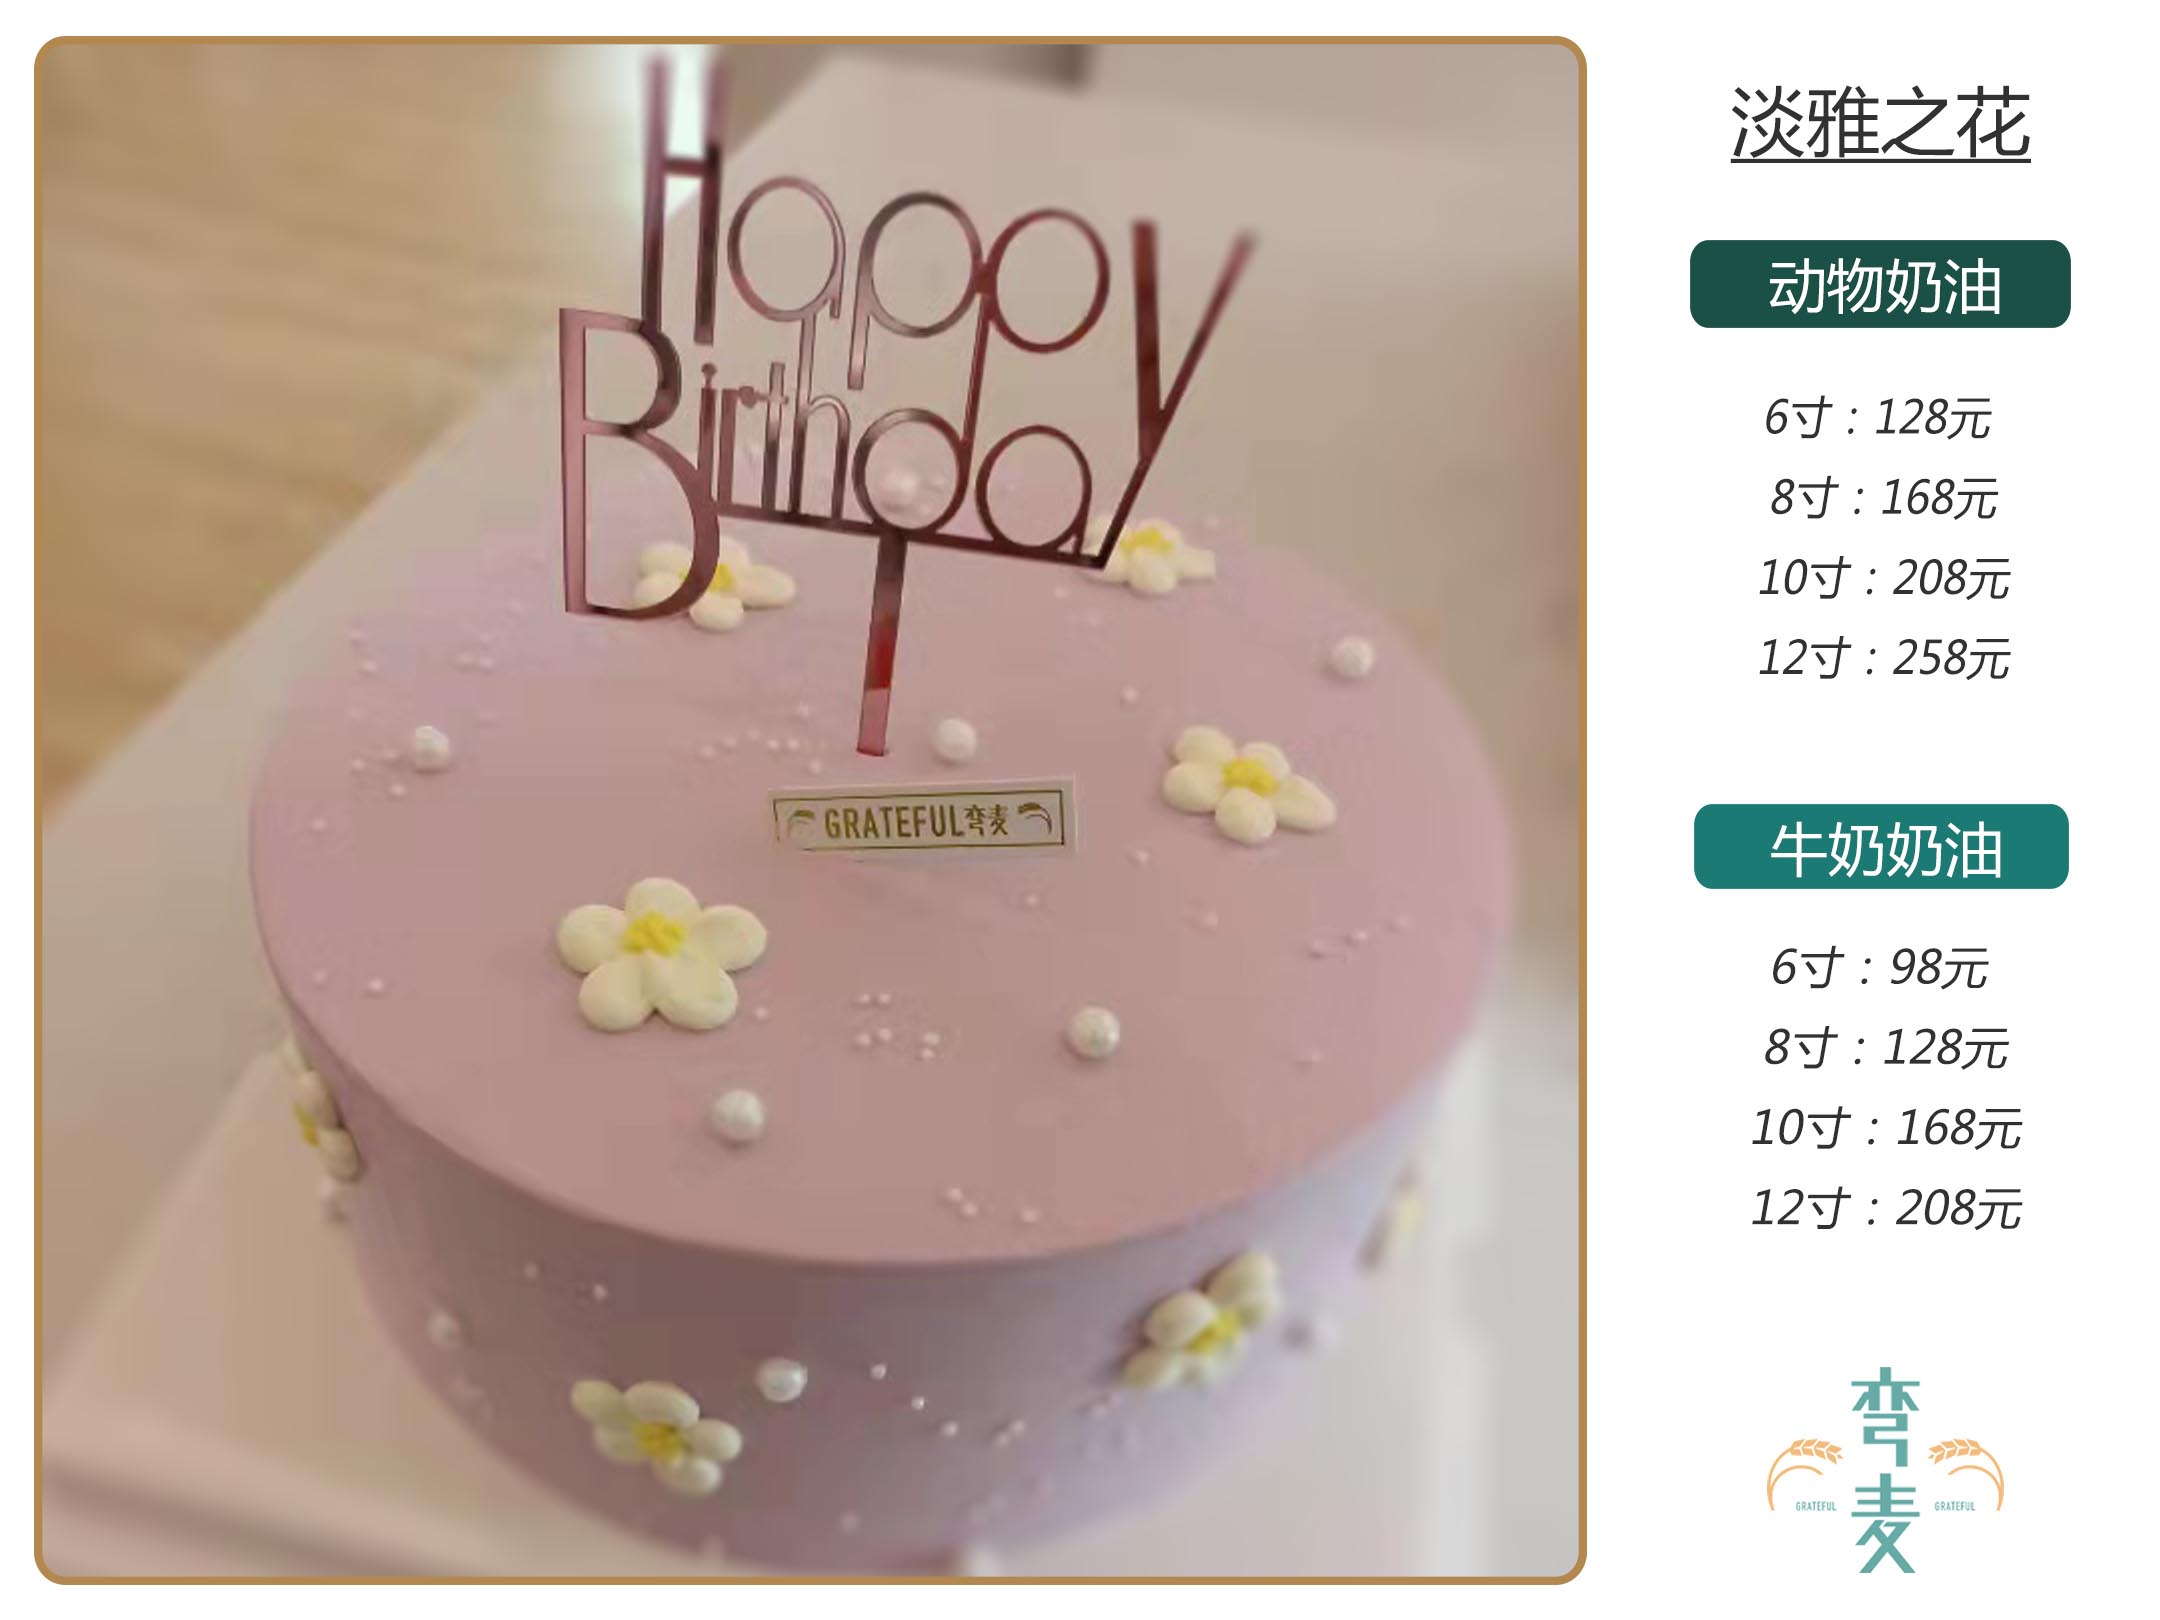 Happy
Birthday
GRATEFUL弯麦
淡雅之花
动物奶油
6寸：128元
8寸：168元
10寸：208元
12寸：258元
牛奶奶油
6寸：98元
8寸：128元
10寸：168元
12寸：208元
弯麦
GRATEFUL GRATEFUL